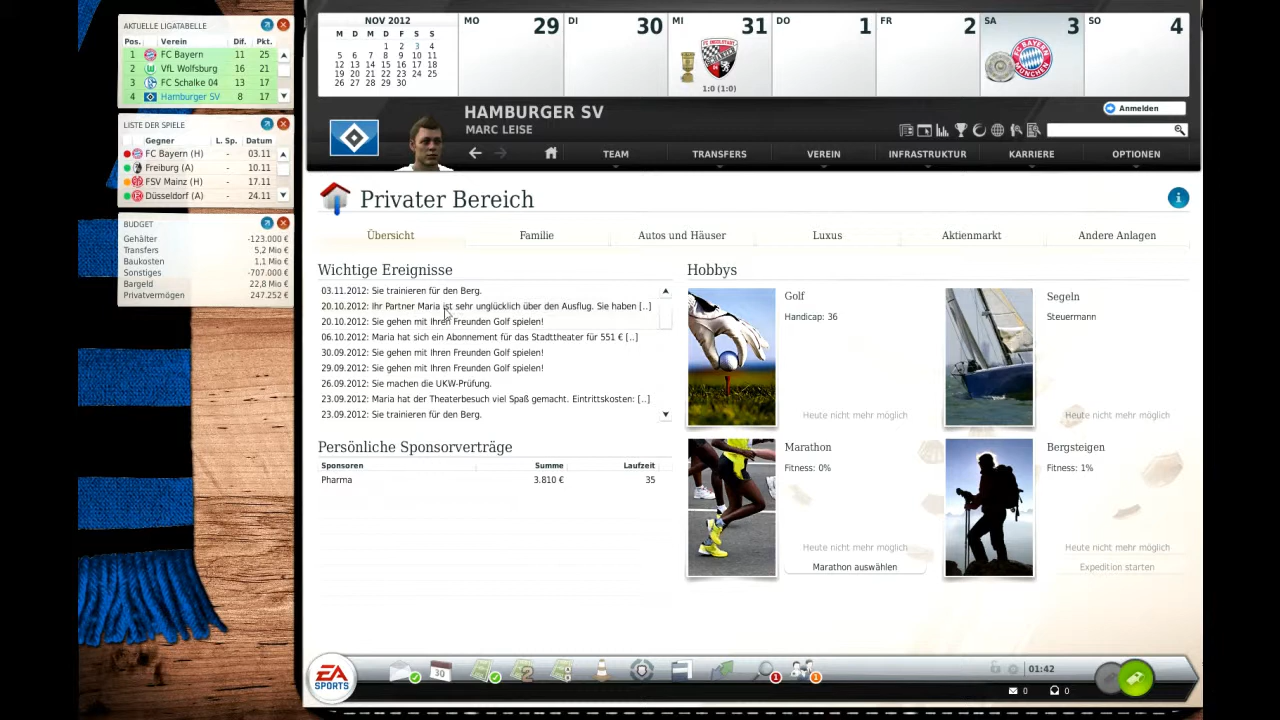 AKTUELLE LIGATABELLE
Pos. Verein Dif. Pkt.
1 FC Bayern 11 25
2 VfL Wolfsburg 16 21
3 FC Schalke 04 13 17
4 Hamburger SV 8 17
LISTE DER SPIELE
Gegner L. Sp. Datum
FC Bayern (H) - 03.11
Freiburg (A) - 10.11
FSV Mainz (H) - 17.11
Düsseldorf (A) - 24.11
BUDGET
Gehälter -123.000 €
Transfers 5,2 Mio €
Baukosten 1,1 Mio €
Sonstiges -707.000 €
Bargeld 22,8 Mio €
Privatvermögen 247.252 €
NOV 2012
M D M D F S S
1 2 3 4
5 6 7 8 9 10 11
12 13 14 15 16 17 18
19 20 21 22 23 24 25
26 27 28 29 30
MO 29 DI 30 MI 31 DO 1 FR 2 SA 3 SO 4
1:0 (1:0)
HAMBURGER SV
MARC LEISE
Anmelden
TEAM TRANSFERS VEREIN INFRASTRUKTUR KARRIERE OPTIONEN
Privater Bereich
Übersicht Familie Autos und Häuser Luxus Aktienmarkt Andere Anlagen
Wichtige Ereignisse
03.11.2012: Sie trainieren für den Berg.
20.10.2012: Ihr Partner Maria ist sehr unglücklich über den Ausflug. Sie haben [..]
20.10.2012: Sie gehen mit Ihren Freunden Golf spielen!
06.10.2012: Maria hat sich ein Abonnement für das Stadttheater für 551 € [..]
30.09.2012: Sie gehen mit Ihren Freunden Golf spielen!
29.09.2012: Sie gehen mit Ihren Freunden Golf spielen!
26.09.2012: Sie machen die UKW-Prüfung.
23.09.2012: Maria hat der Theaterbesuch viel Spaß gemacht. Eintrittskosten: [..]
23.09.2012: Sie trainieren für den Berg.
Persönliche Sponsorverträge
Sponsoren Summe Laufzeit
Pharma 3.810 € 35
Hobbys
Golf
Handicap: 36
Heute nicht mehr möglich
Segeln
Steuermann
Heute nicht mehr möglich
Marathon
Fitness: 0%
Heute nicht mehr möglich
Marathon auswählen
Bergsteigen
Fitness: 1%
Heute nicht mehr möglich
Expedition starten
EA
SPORTS
30
2
1
1
01:42
0 0